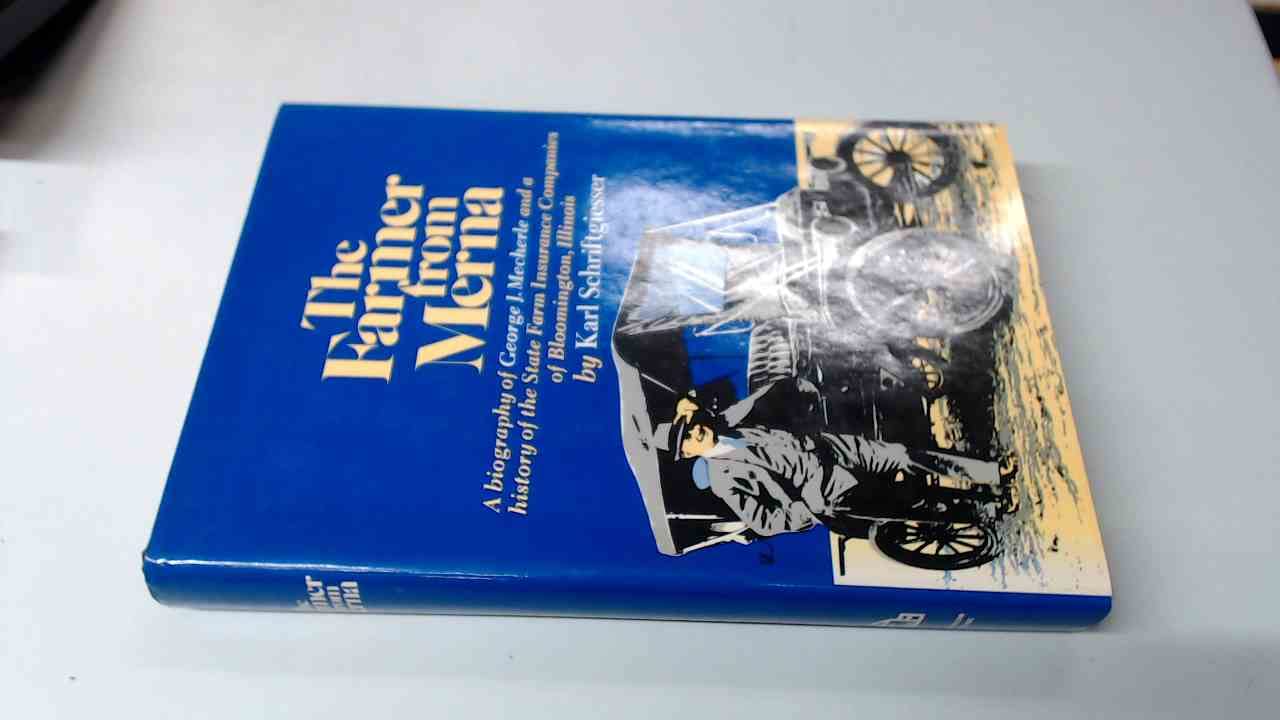 The
Farmer
from
Merna
A biography of George J. Mecherle and a
history of the State Farm Insurance Companies
of Bloomington, Illinois
by Karl Schriftgiesser